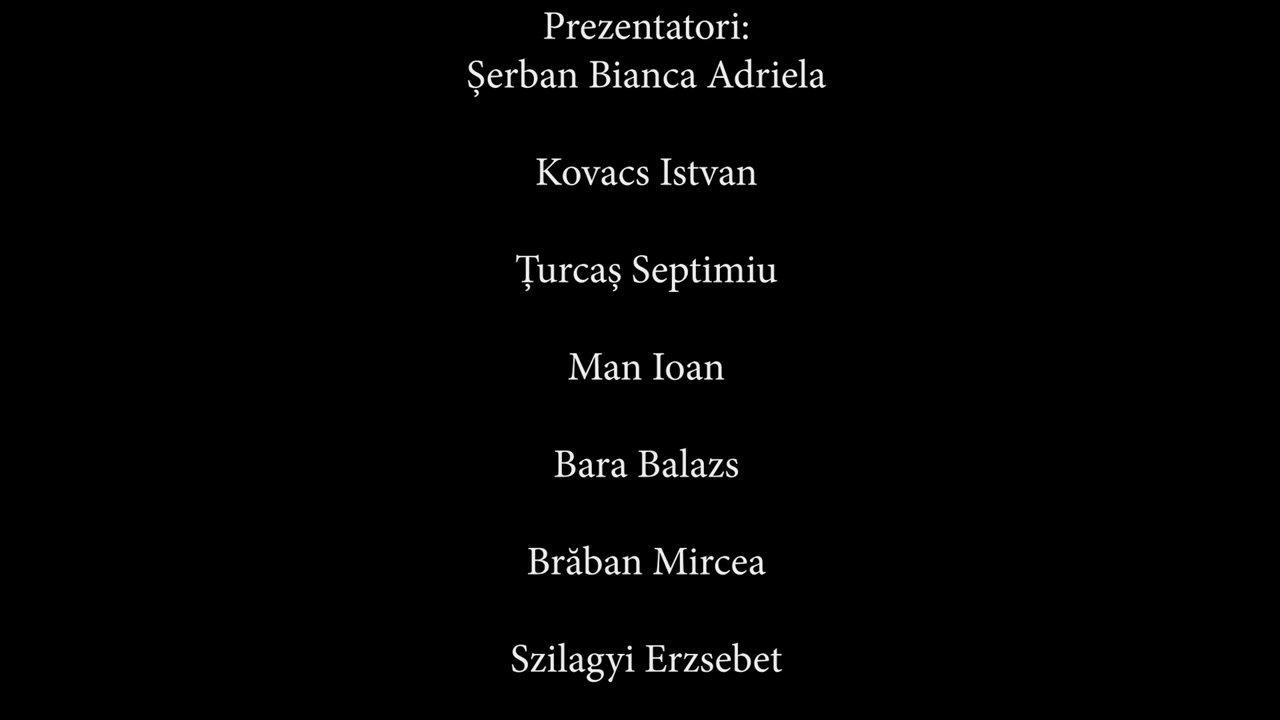 Prezentatori:
Șerban Bianca Adriela
Kovacs Istvan
Țurcaș Septimiu
Man Ioan
Bara Balazs
Brăban Mircea
Szilagyi Erzsebet